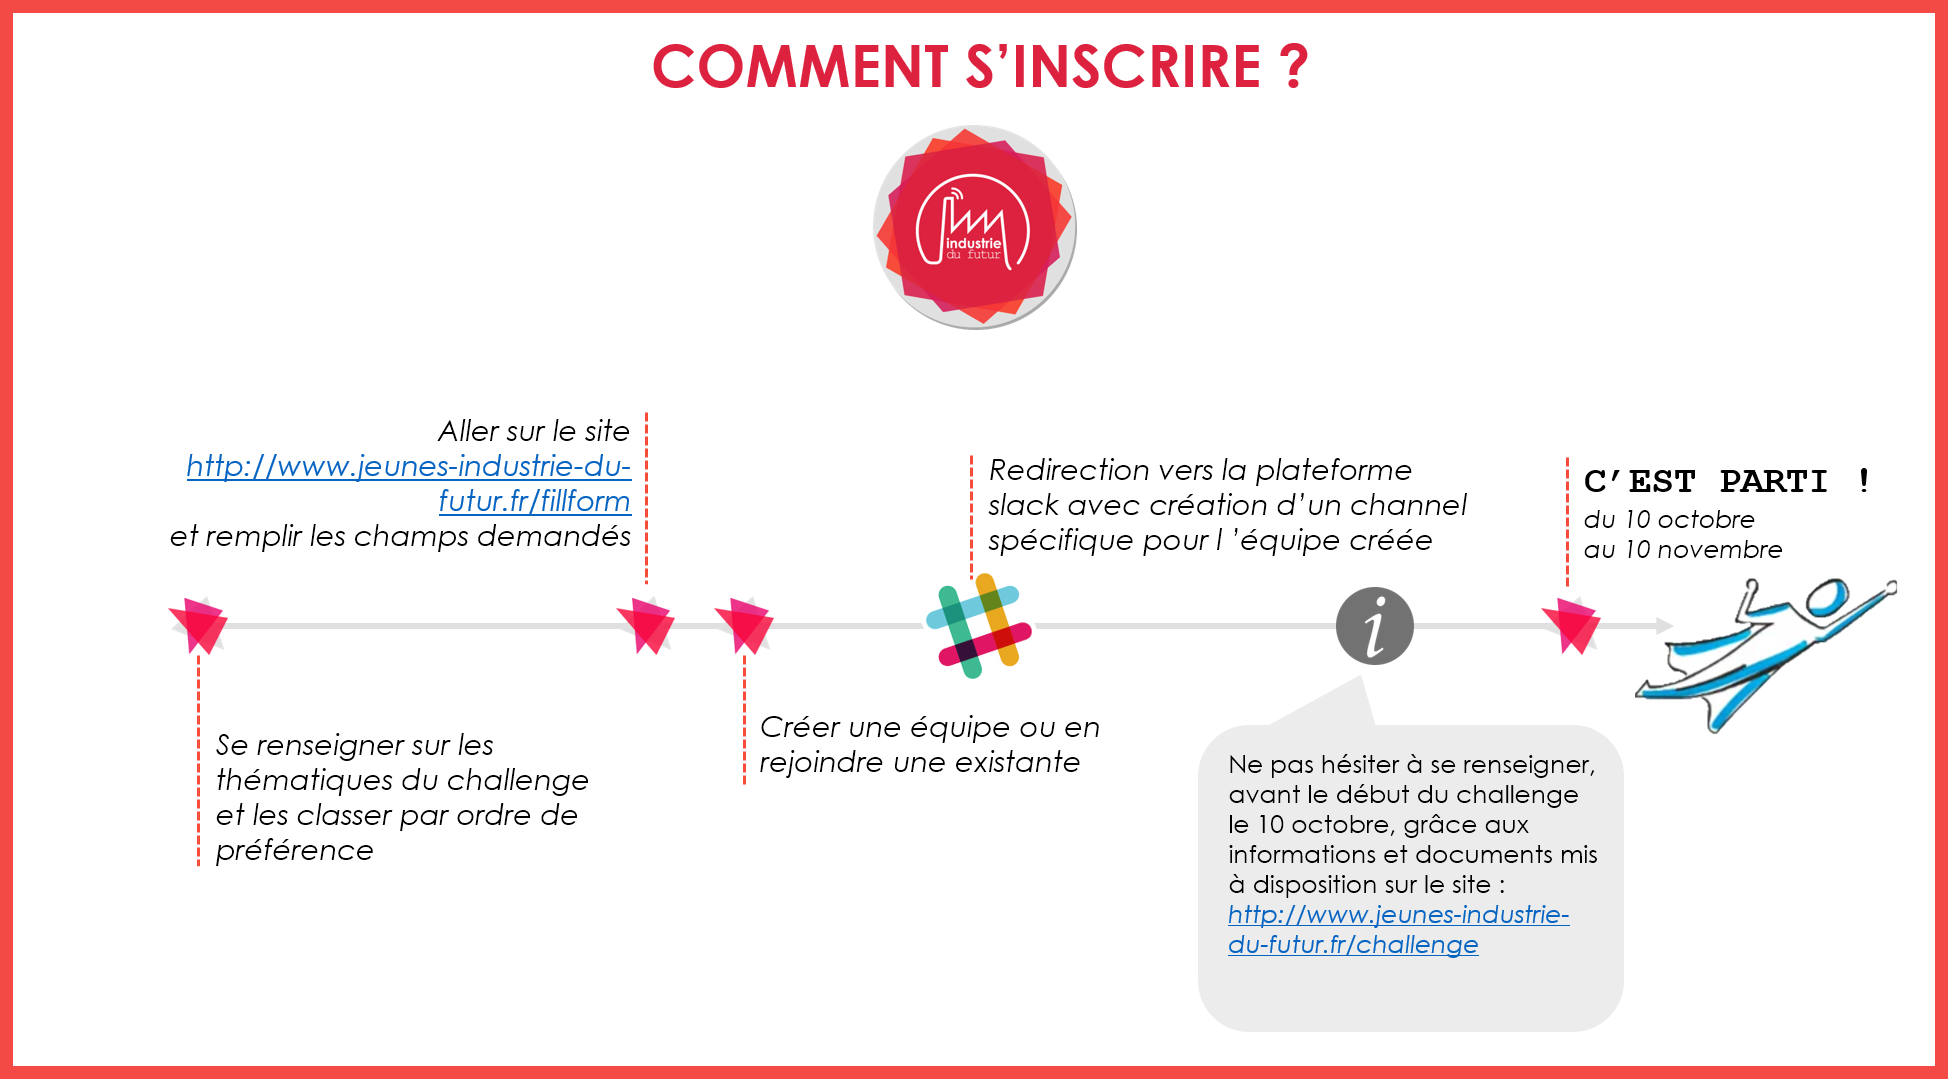 COMMENT S’INSCRIRE ?
industrie
du futur
Aller sur le site
http://www.jeunes-industrie-du-
futur.fr/fillform
et remplir les champs demandés
Redirection vers la plateforme
slack avec création d’un channel
spécifique pour l ’équipe créée
C’EST PARTI !
du 10 octobre
au 10 novembre
i
Se renseigner sur les
thématiques du challenge
et les classer par ordre de
préférence
Créer une équipe ou en
rejoindre une existante
Ne pas hésiter à se renseigner,
avant le début du challenge
le 10 octobre, grâce aux
informations et documents mis
à disposition sur le site :
http://www.jeunes-industrie-
du-futur.fr/challenge